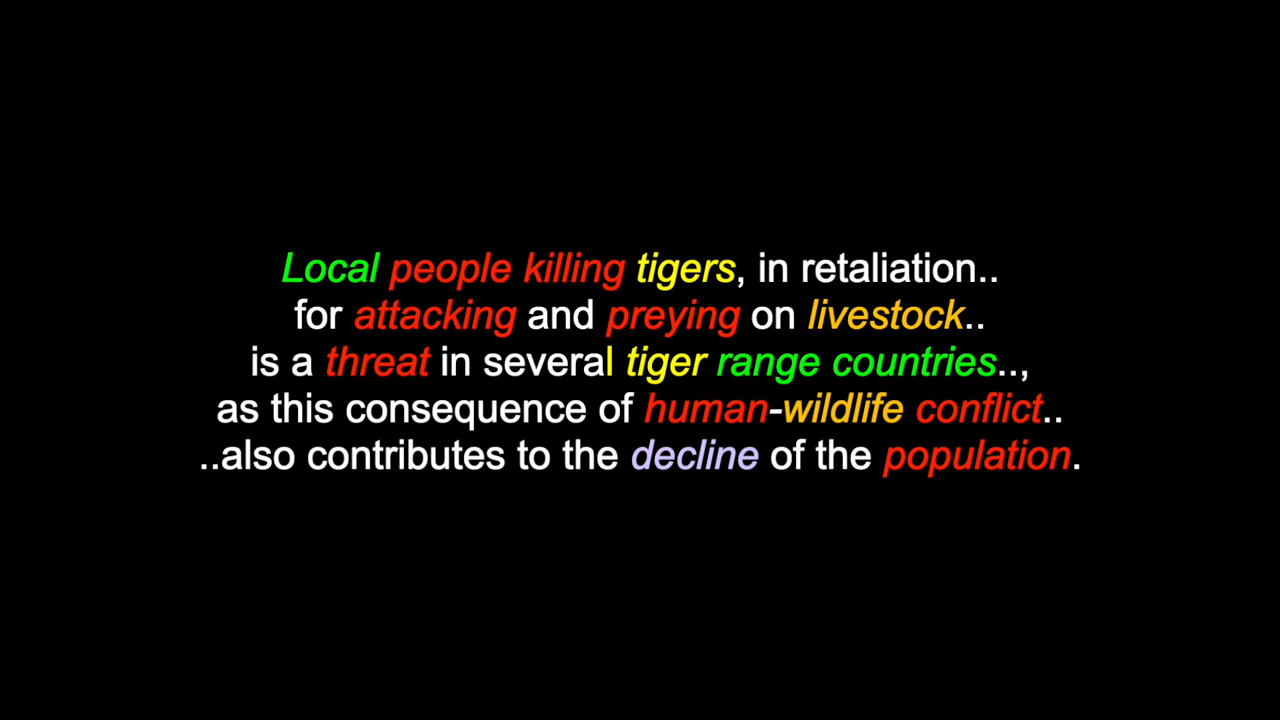 Local people killing tigers, in retaliation..
for attacking and preying on livestock..
is a threat in several tiger range countries..,
as this consequence of human-wildlife conflict..
..also contributes to the decline of the population.